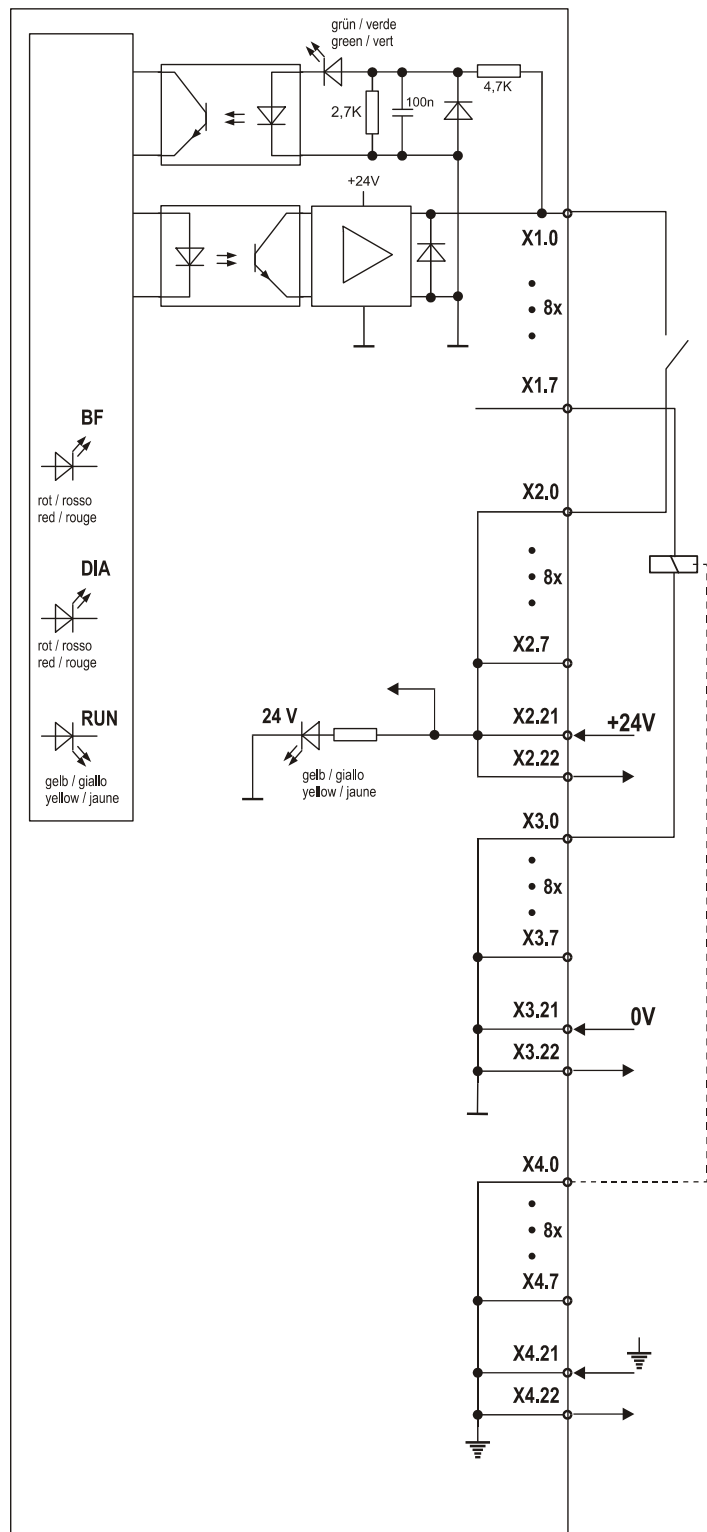 grün / verde
green / vert
2,7K
100n
4,7K
+24V
X1.0
8x
X1.7
BF
rot / rosso
red / rouge
X2.0
8x
DIA
rot / rosso
red / rouge
X2.7
RUN
gelb / giallo
yellow / jaune
24 V
gelb / giallo
yellow / jaune
X2.21
+24V
X2.22
X3.0
8x
X3.7
X3.21
0V
X3.22
X4.0
8x
X4.7
X4.21
X4.22